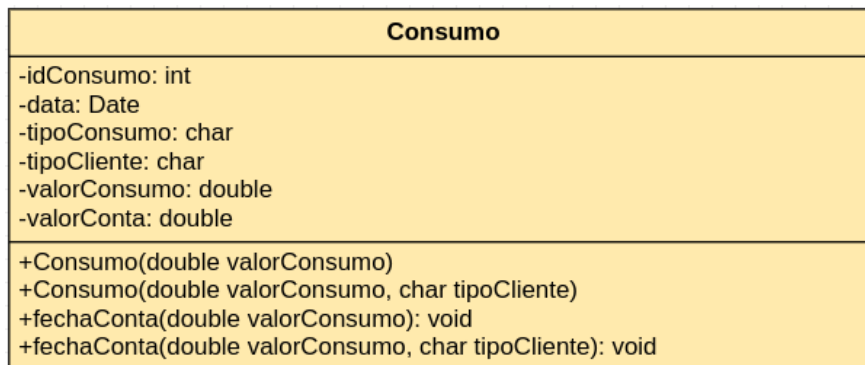 Consumo
-idConsumo: int
-data: Date
-tipoConsumo: char
-tipoCliente: char
-valorConsumo: double
-valorConta: double
+Consumo(double valorConsumo)
+Consumo(double valorConsumo, char tipoCliente)
+fechaConta(double valorConsumo): void
+fechaConta(double valorConsumo, char tipoCliente): void